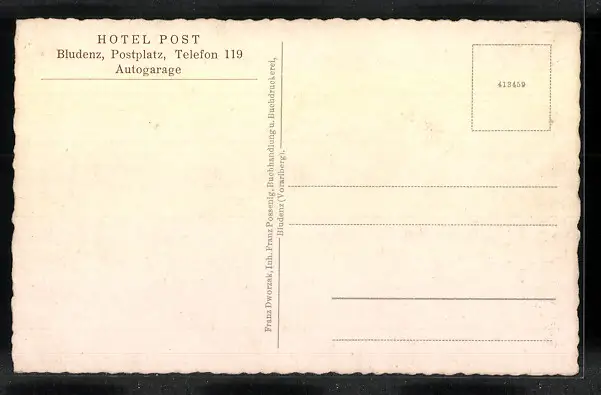 HOTEL POST
Bludenz, Postplatz, Telefon 119
Autogarage
Franz Dworzak, Inh. Franz Possenig, Buchhandlung u. Buchdruckerei,
Bludenz (Vorarlberg).
413459